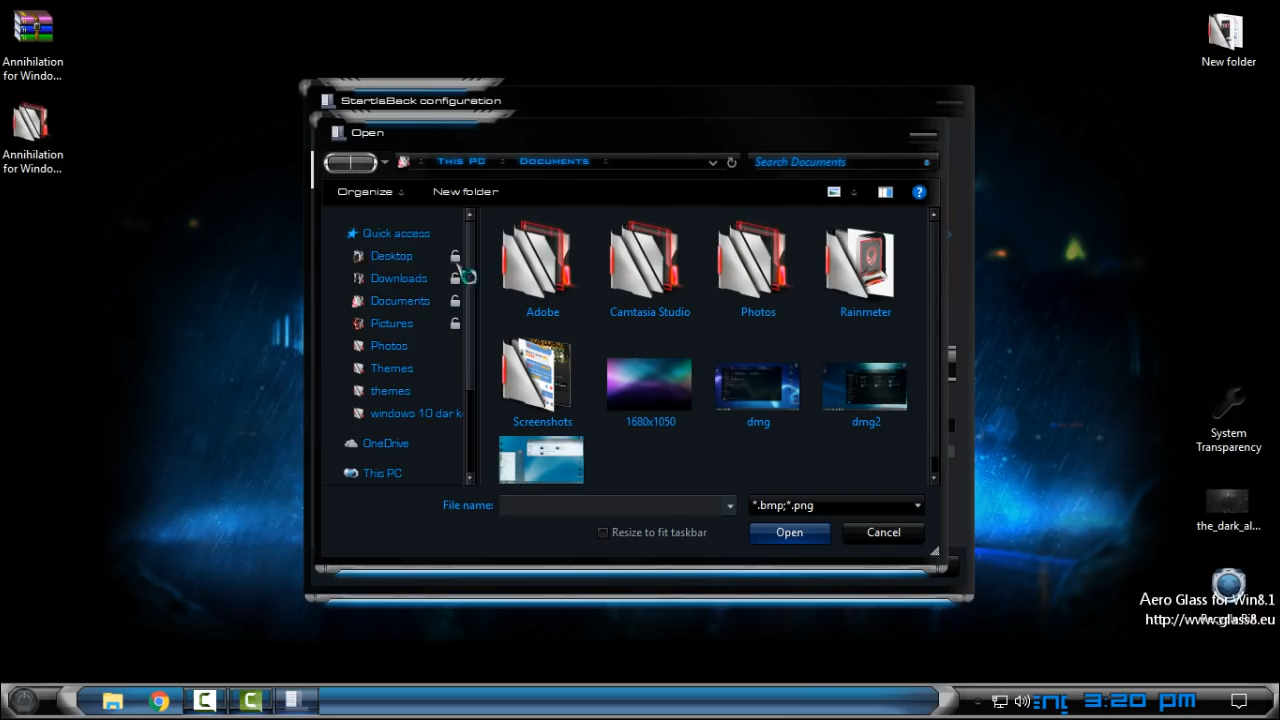 Annihilation
for Windo...
New folder
Annihilation
for Windo...
StartIsBack configuration
Open
This PC
Documents
Search Documents
Organize
New folder
Quick access
Desktop
Downloads
Documents
Pictures
Photos
Themes
themes
windows 10 dar k
OneDrive
This PC
Adobe
Camtasia Studio
Photos
Rainmeter
Screenshots
1680x1050
dmg
dmg2
File name:
*.bmp;*.png
Resize to fit taskbar
Open
Cancel
System
Transparency
the_dark_al...
Aero Glass for Win8.1
http://www.glass8.eu
3:20 pm